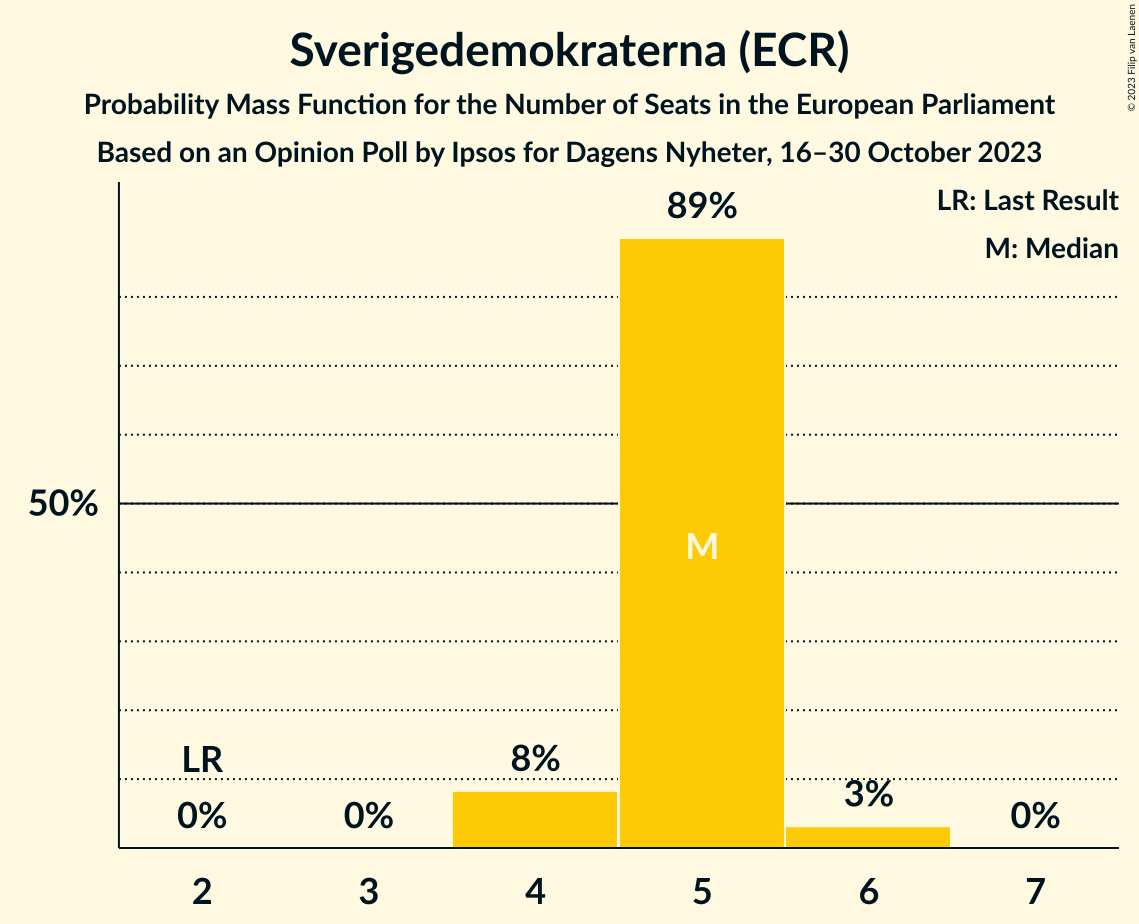 Sverigedemokraterna (ECR)
Probability Mass Function for the Number of Seats in the European Parliament
Based on an Opinion Poll by Ipsos for Dagens Nyheter, 16–30 October 2023
© 2023 Filip van Laenen
LR: Last Result
M: Median
89%
50%
M
LR
8%
3%
0%
0%
0%
2
3
4
5
6
7